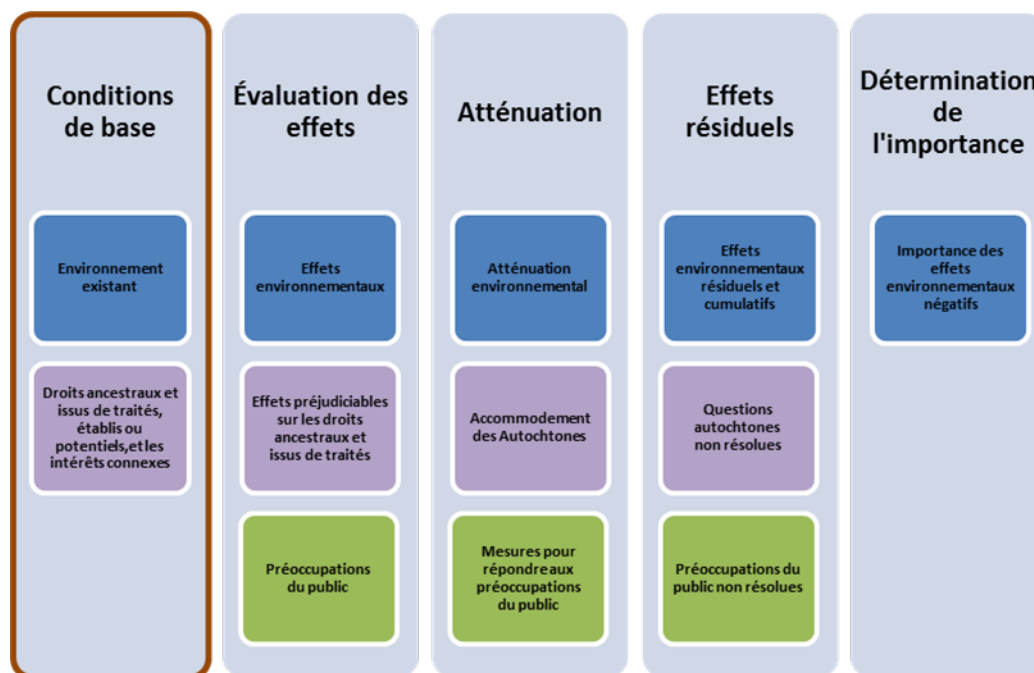 Conditions
de base
Environnement
existant
Droits ancestraux et
issus de traités,
établis ou
potentiels,et les
intérêts connexes
Évaluation des
effets
Effets
environnementaux
Effets préjudiciables
sur les droits
ancestraux et
issus de traités
Préoccupations
du public
Atténuation
Atténuation
environnemental
Accommodement
des Autochtones
Mesures pour
répondre aux
préoccupations
du public
Effets
résiduels
Effets
environnementaux
résiduels et
cumulatifs
Questions
autochtones
non résolues
Préoccupations du
public non résolues
Détermination
de
l'importance
Importance des
effets
environnementaux
négatifs